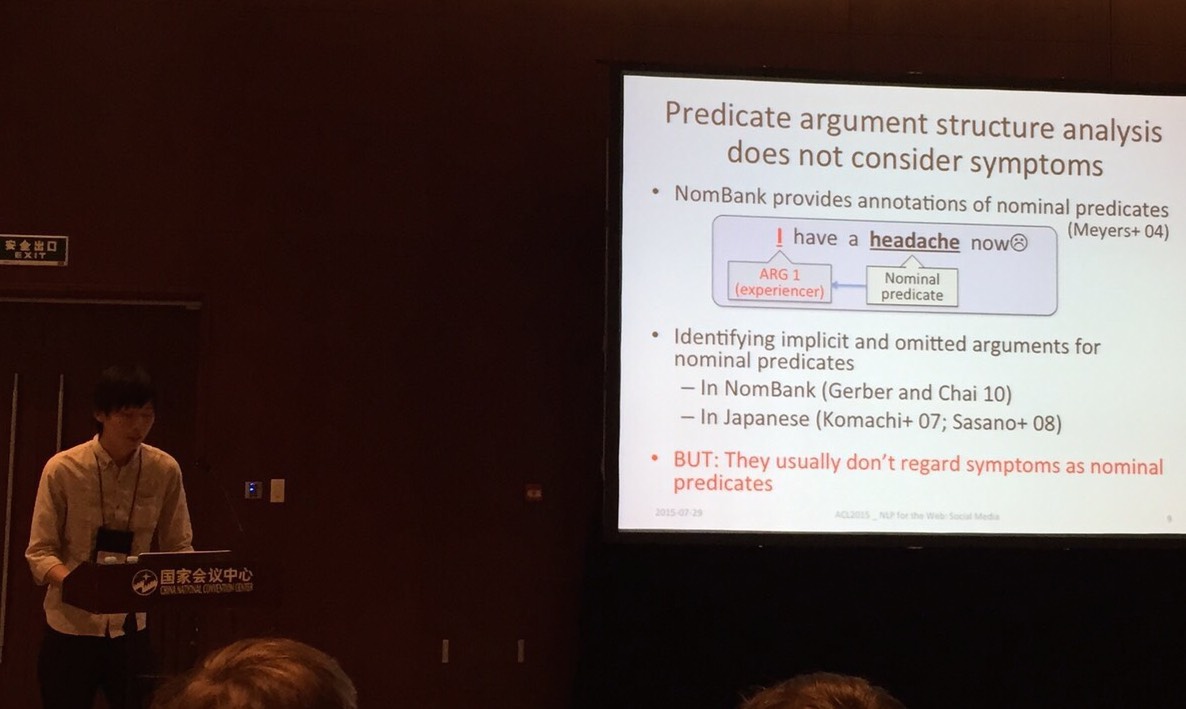 安全出口
EXIT
国家会议中心
CHINA NATIONAL CONVENTION CENTER
Predicate argument structure analysis
does not consider symptoms
• NomBank provides annotations of nominal predicates
(Meyers+ 04)
I have a headache now☹
ARG 1
(experiencer)
Nominal
predicate
• Identifying implicit and omitted arguments for
nominal predicates
– In NomBank (Gerber and Chai 10)
– In Japanese (Komachi+ 07; Sasano+ 08)
• BUT: They usually don't regard symptoms as nominal
predicates
2015-07-29
ACL2015 _ NLP for the Web: Social Media
9